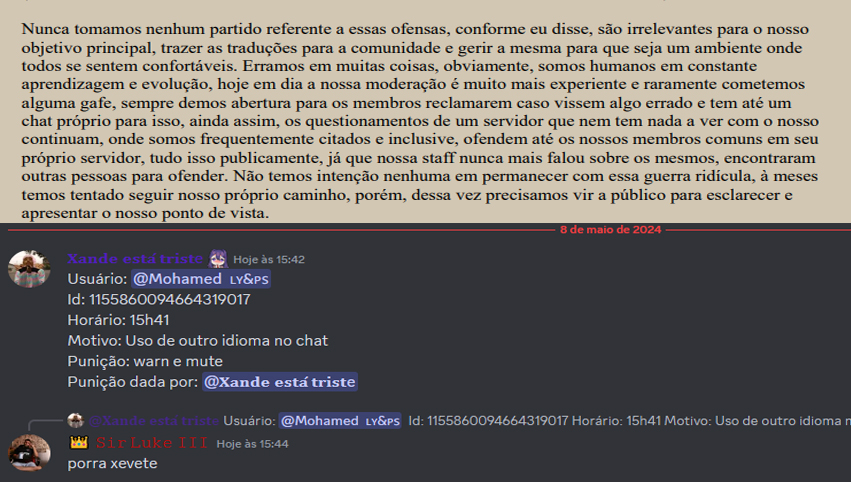 Nunca tomamos nenhum partido referente a essas ofensas, conforme eu disse, são irrelevantes para o nosso
objetivo principal, trazer as traduções para a comunidade e gerir a mesma para que seja um ambiente onde
todos se sentem confortáveis. Erramos em muitas coisas, obviamente, somos humanos em constante
aprendizagem e evolução, hoje em dia a nossa moderação é muito mais experiente e raramente cometemos
alguma gafe, sempre demos abertura para os membros reclamarem caso vissem algo errado e tem até um
chat próprio para isso, ainda assim, os questionamentos de um servidor que nem tem nada a ver com o nosso
continuam, onde somos frequentemente citados e inclusive, ofendem até os nossos membros comuns em seu
próprio servidor, tudo isso publicamente, já que nossa staff nunca mais falou sobre os mesmos, encontraram
outras pessoas para ofender. Não temos intenção nenhuma em permanecer com essa guerra ridícula, à meses
temos tentado seguir nosso próprio caminho, porém, dessa vez precisamos vir a público para esclarecer e
apresentar o nosso ponto de vista.
8 de maio de 2024
Xande está triste Hoje às 15:42
Usuário: @Mohamed LY&PS
Id: 1155860094664319017
Horário: 15h41
Motivo: Uso de outro idioma no chat
Punição: warn e mute
Punição dada por: @Xande está triste
@Xande está triste Usuário: @Mohamed LY&PS Id: 1155860094664319017 Horário: 15h41 Motivo: Uso de outro idioma n
Sir Luke III Hoje às 15:44
porra xevete